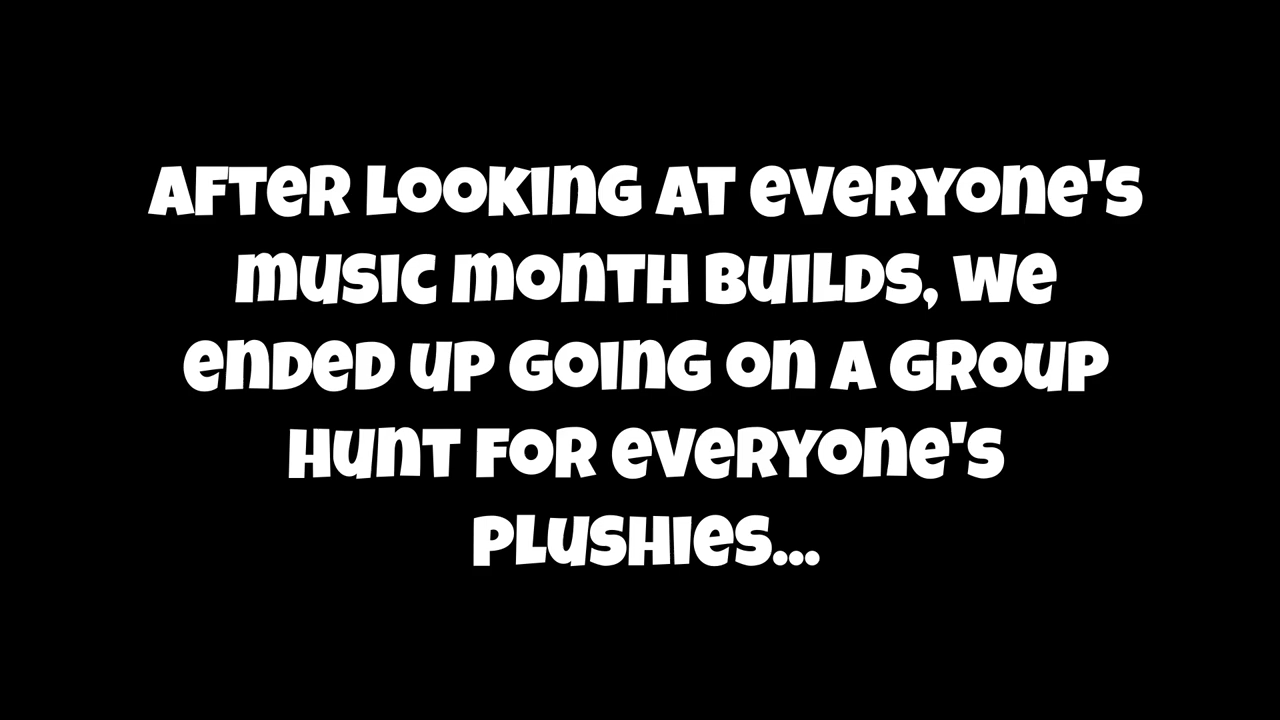 After looking at everyone's
music month builds, we
ended up going on a group
hunt for everyone's
plushies...